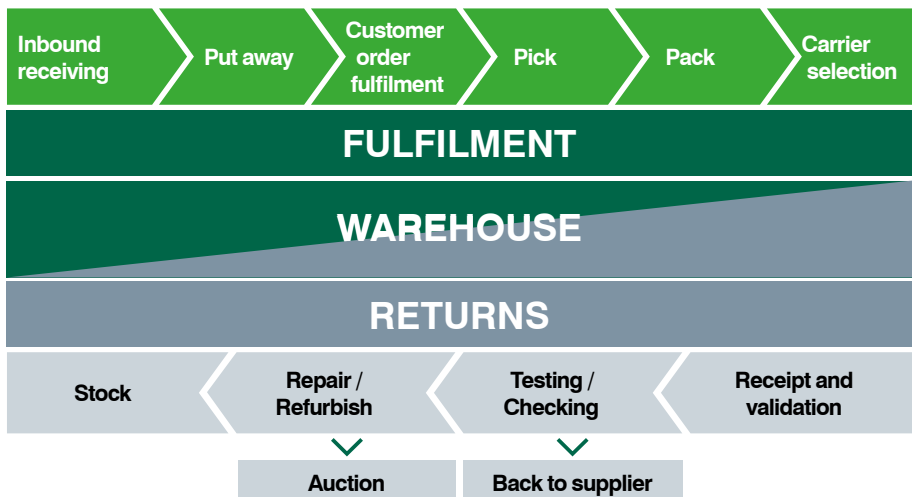 Inbound
receiving
Put away
Customer
order
fulfilment
Pick
Pack
Carrier
selection
FULFILMENT
WAREHOUSE
RETURNS
Stock
Repair /
Refurbish
Testing /
Checking
Receipt and
validation
Auction
Back to supplier